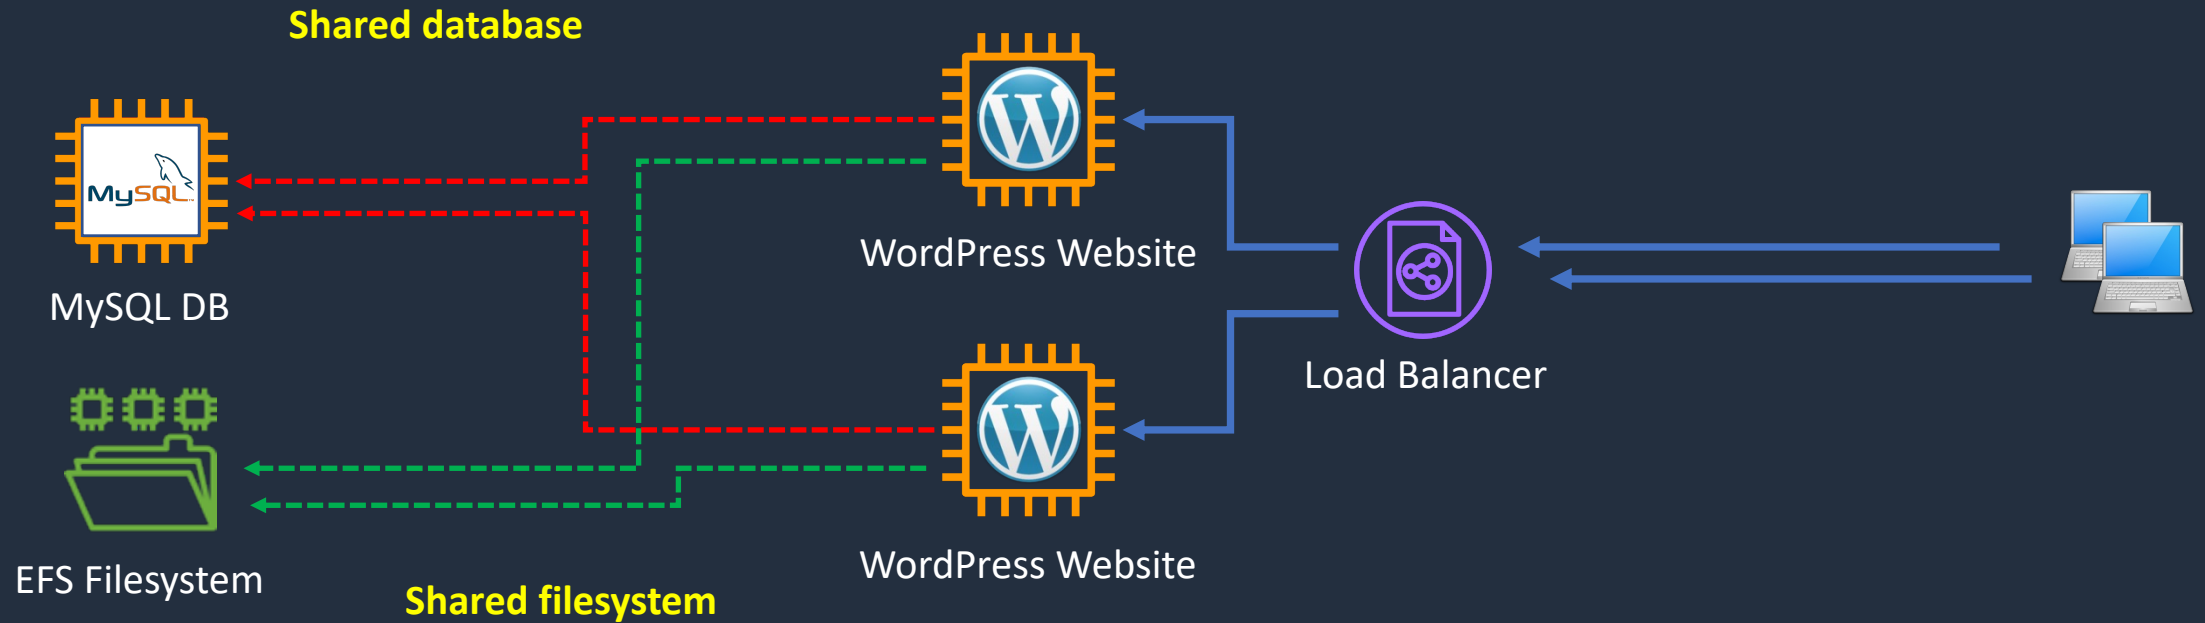 Shared database
MySQL
MySQL DB
WordPress Website
Load Balancer
WordPress Website
EFS Filesystem
Shared filesystem